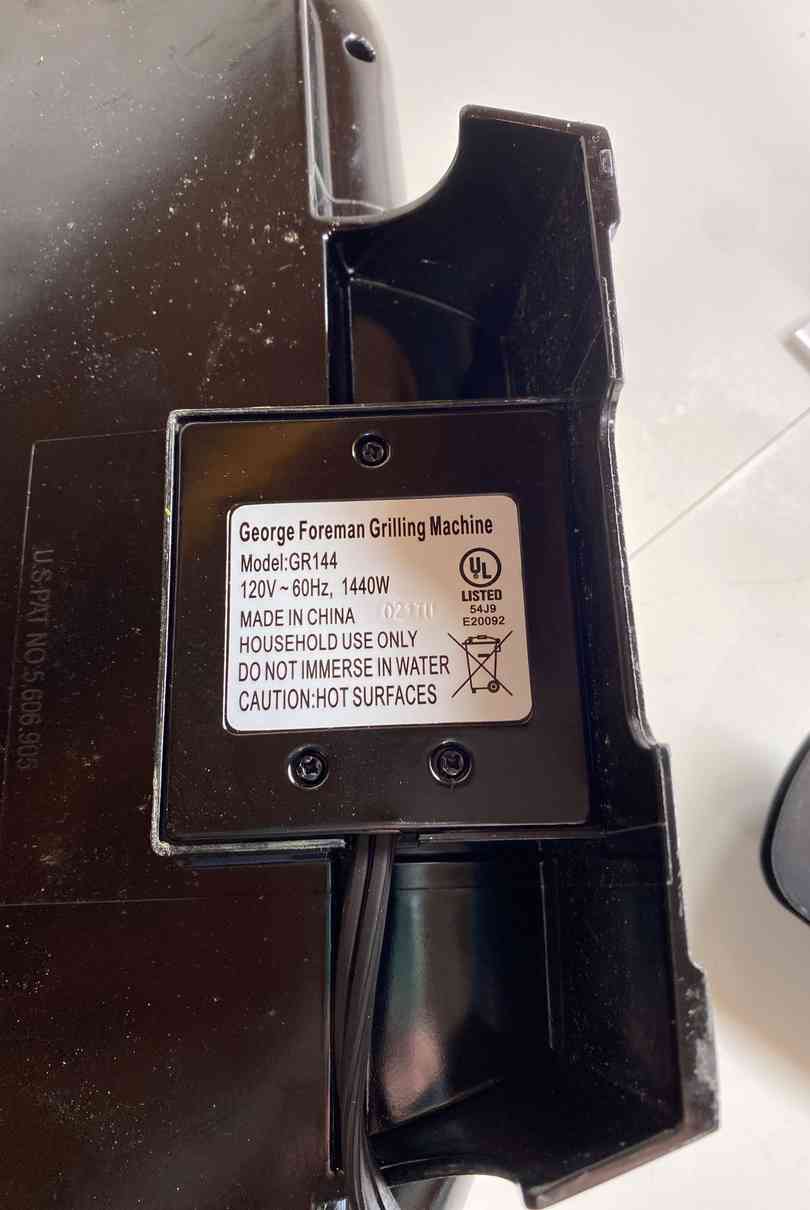 George Foreman Grilling Machine
Model:GR144
120V ~ 60Hz, 1440W
MADE IN CHINA
HOUSEHOLD USE ONLY
DO NOT IMMERSE IN WATER
CAUTION:HOT SURFACES
UL
LISTED
54J9
E20092
U.S.PAT NO.5,606,905